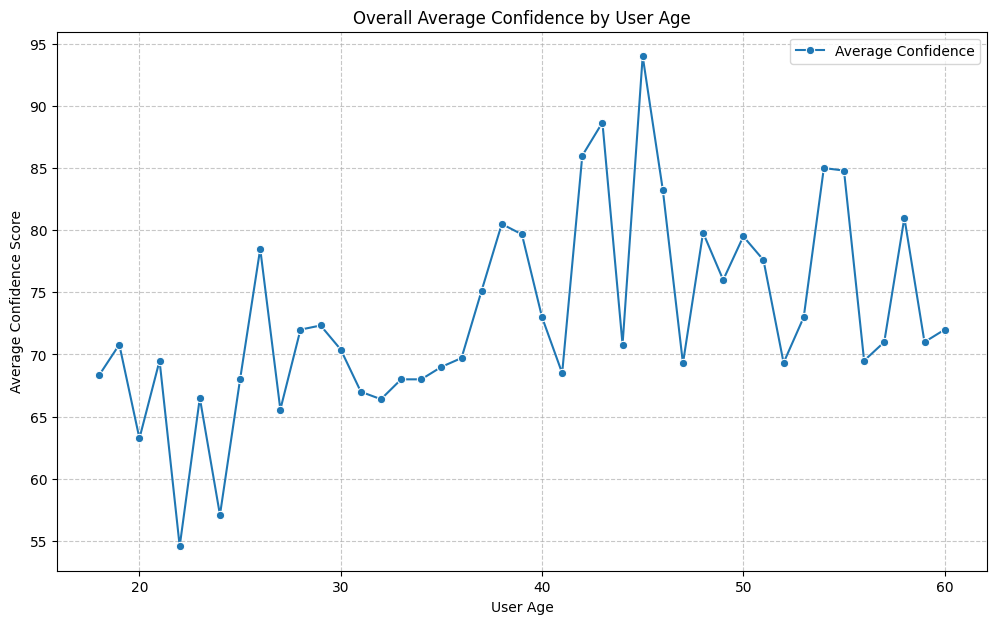 Overall Average Confidence by User Age
Average Confidence
95
90
85
80
75
70
65
60
55
Average Confidence Score
20 30 40 50 60
User Age